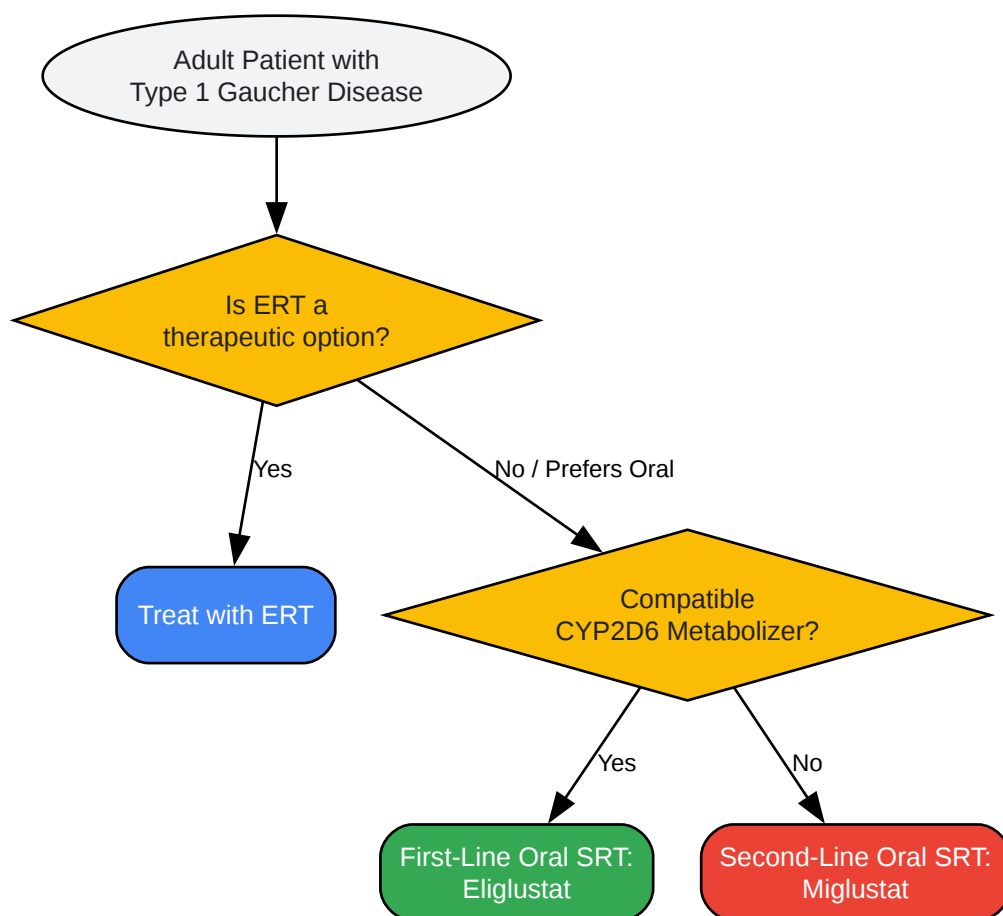 Adult Patient with
Type 1 Gaucher Disease
Is ERT a
therapeutic option?
Yes
No / Prefers Oral
Treat with ERT
Compatible
CYP2D6 Metabolizer?
Yes
No
First-Line Oral SRT:
Eliglustat
Second-Line Oral SRT:
Miglustat